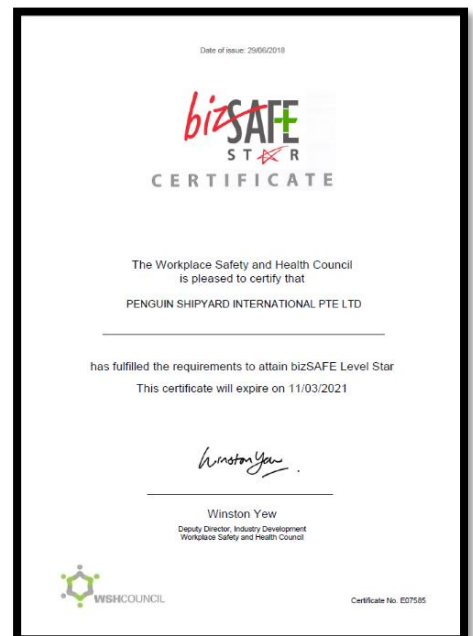 Date of issue: 29/06/2018
bizSAFE
STAR
CERTIFICATE
The Workplace Safety and Health Council
is pleased to certify that
PENGUIN SHIPYARD INTERNATIONAL PTE LTD
has fulfilled the requirements to attain bizSAFE Level Star
This certificate will expire on 11/03/2021
Winston Yew
Winston Yew
Deputy Director, Industry Development
Workplace Safety and Health Council
WSHCOUNCIL
Certificate No. E07585